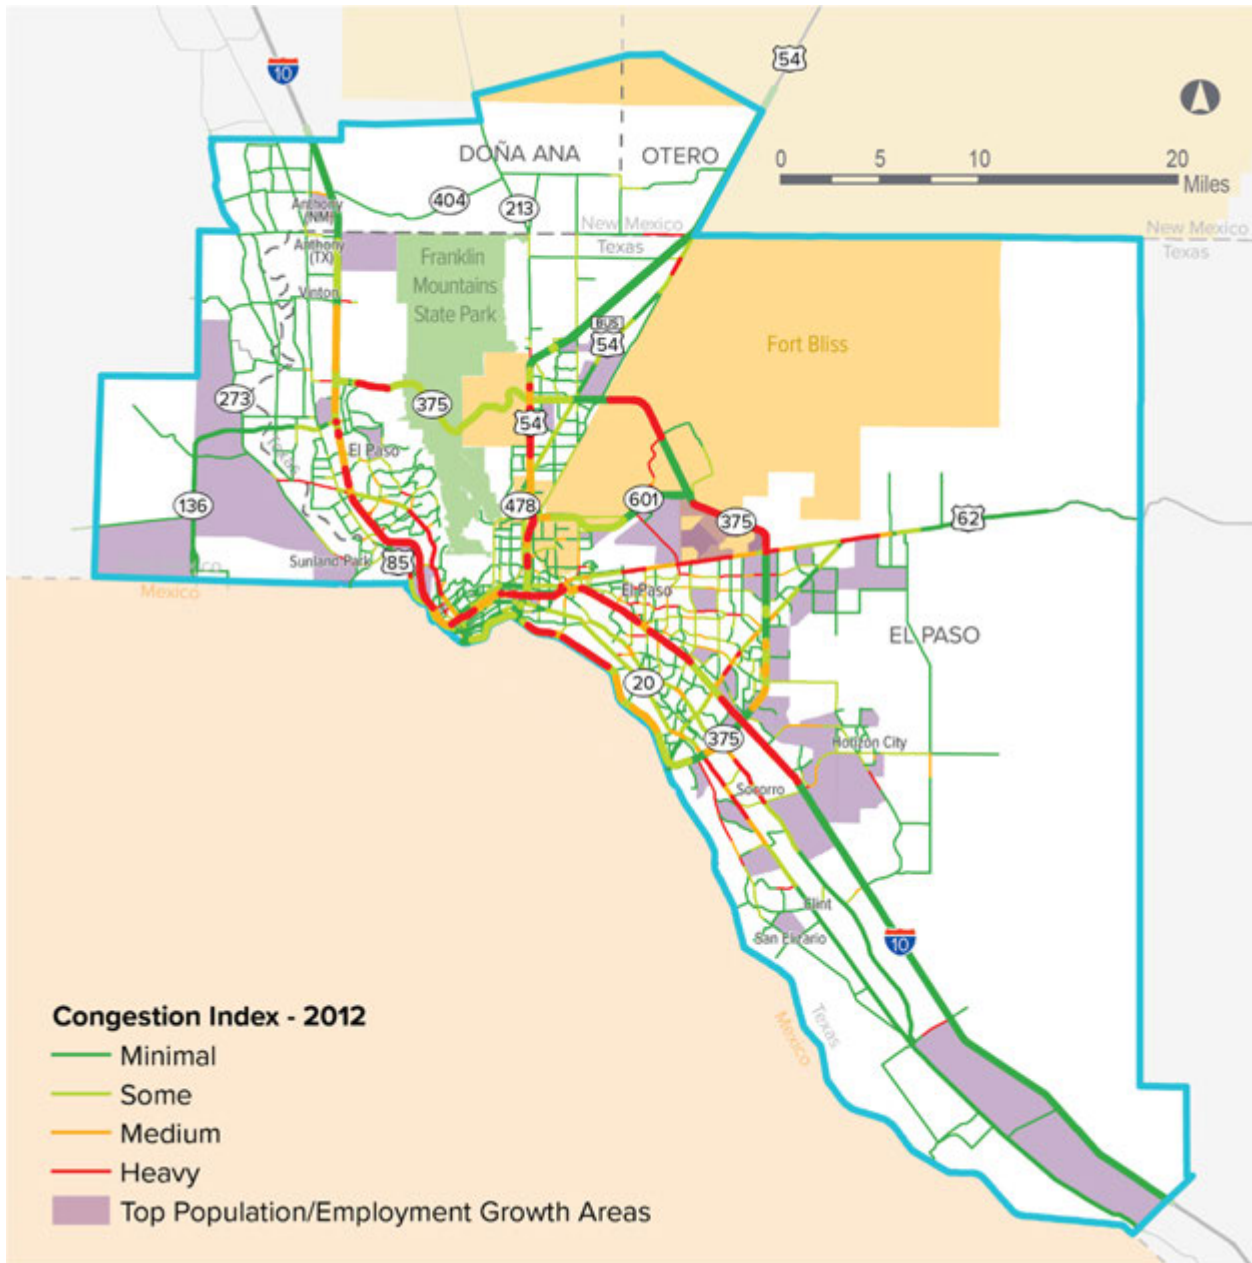 54
10
DOÑA ANA
OTERO
0
5
10
20
Miles
404
213
Anthony
(NM)
New Mexico
Texas
New Mexico
Texas
Anthony
(TX)
Franklin
Mountains
State Park
Vinton
BUS
54
Fort Bliss
273
375
54
Texas
El Paso
136
478
601
375
62
Sunland Park
85
Mexico
El Paso
EL PASO
20
375
Horizon City
Socorro
Clint
San Elizario
10
Texas
Mexico
Congestion Index - 2012
Minimal
Some
Medium
Heavy
Top Population/Employment Growth Areas